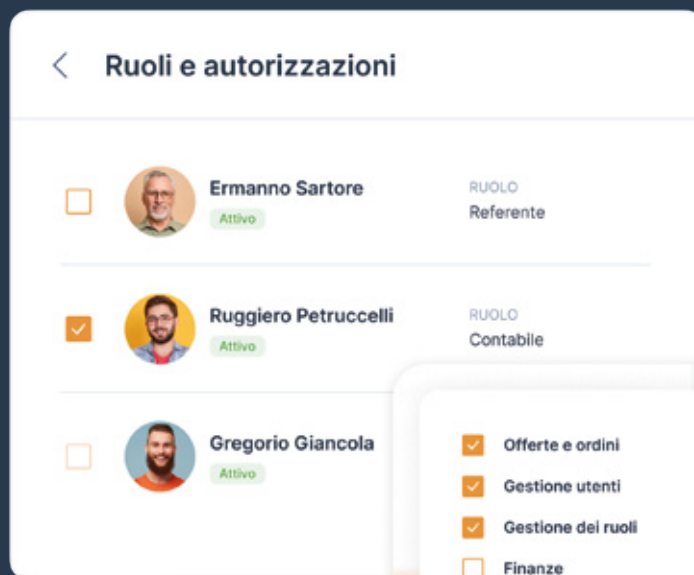 Ruoli e autorizzazioni
Ermanno Sartore
Attivo
RUOLO
Referente
Ruggiero Petruccelli
Attivo
RUOLO
Contabile
Gregorio Giancola
Attivo
Offerte e ordini
Gestione utenti
Gestione dei ruoli
Finanze